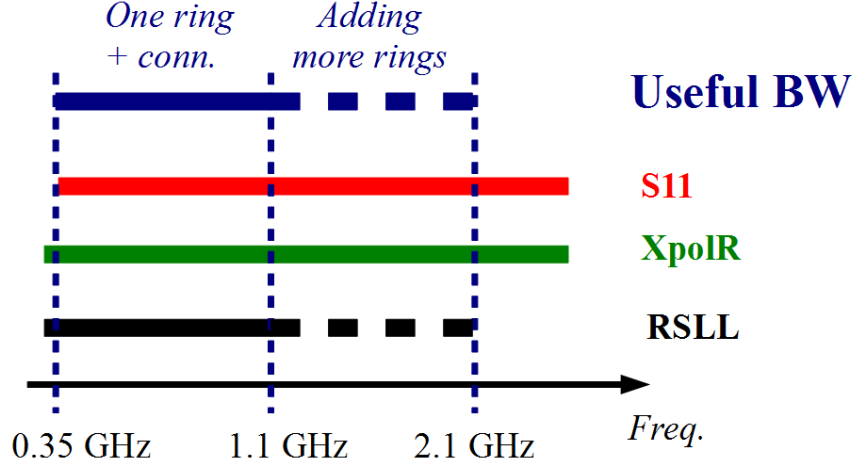 One ring
+ conn.
Adding
more rings
Useful BW
S11
XpolR
RSLL
Freq.
0.35 GHz
1.1 GHz
2.1 GHz